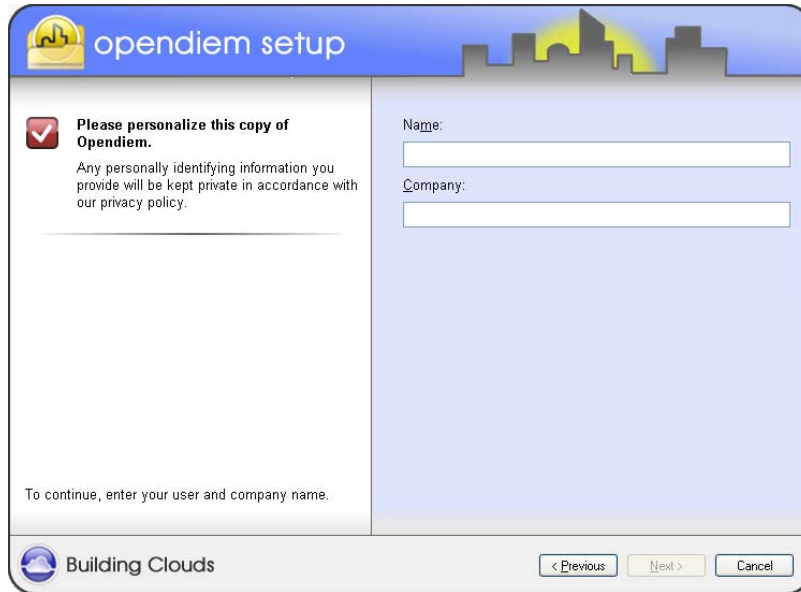 opendiem setup
Please personalize this copy of
Opendiem.
Any personally identifying information you
provide will be kept private in accordance with
our privacy policy.
To continue, enter your user and company name.
Name:
Company:
Building Clouds
< Previous
Next >
Cancel